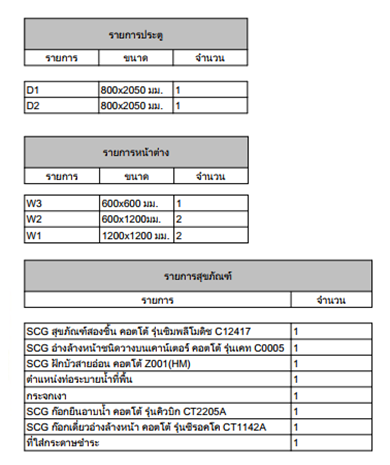 รายการประตู
รายการ ขนาด จำนวน
D1 800x2050 มม. 1
D2 800x2050 มม. 1
รายการหน้าต่าง
รายการ ขนาด จำนวน
W3 600x600 มม. 1
W2 600x1200มม. 2
W1 1200x1200 มม. 2
รายการสุขภัณฑ์
รายการ จำนวน
SCG สุขภัณฑ์สองชิ้น คอตโต้ รุ่นซิมพลีโมดิช C12417 1
SCG อ่างล้างหน้าชนิดวางบนเคาน์เตอร์ คอตโต้ รุ่นเคท C0005 1
SCG ฝักบัวสายอ่อน คอตโต้ Z001(HM) 1
ตำแหน่งท่อระบายน้ำที่พื้น 1
กระจกเงา 1
SCG ก๊อกยืนอาบน้ำ คอตโต้ รุ่นคิวบิก CT2205A 1
SCG ก๊อกเดี่ยวอ่างล้างหน้า คอตโต้ รุ่นซีรอคโค CT1142A 1
ที่ใส่กระดาษชำระ 1